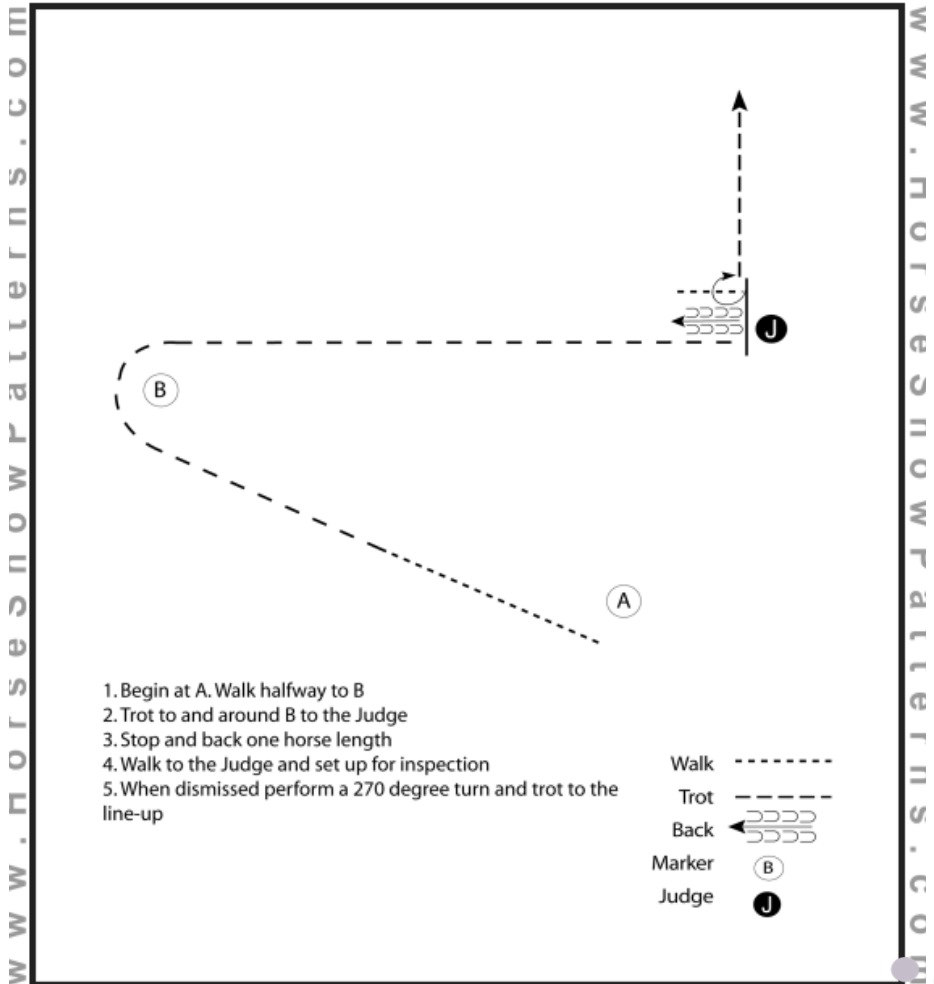 www.HorseShowPatterns.com
www.HorseShowPatterns.com
J
B
A
1. Begin at A. Walk halfway to B
2. Trot to and around B to the Judge
3. Stop and back one horse length
4. Walk to the Judge and set up for inspection
5. When dismissed perform a 270 degree turn and trot to the
line-up
Walk
Trot
Back
Marker B
Judge J